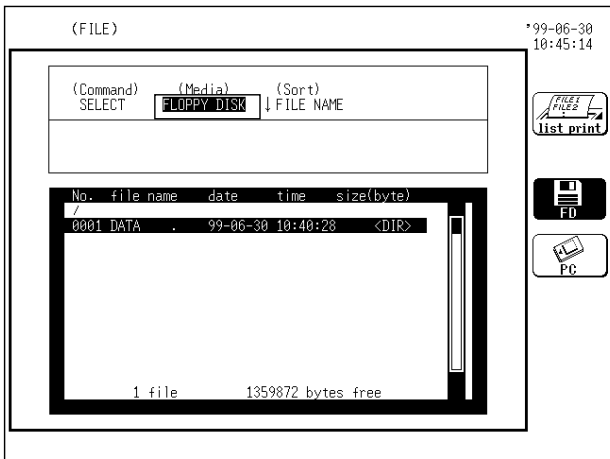 (FILE)
'99-06-30
10:45:14
(Command) (Media) (Sort)
SELECT FLOPPY DISK ↓FILE NAME
FILE1
FILE2
list print
No. file name date time size(byte)
/
0001 DATA . 99-06-30 10:40:28 <DIR>
FD
PC
1 file 1359872 bytes free